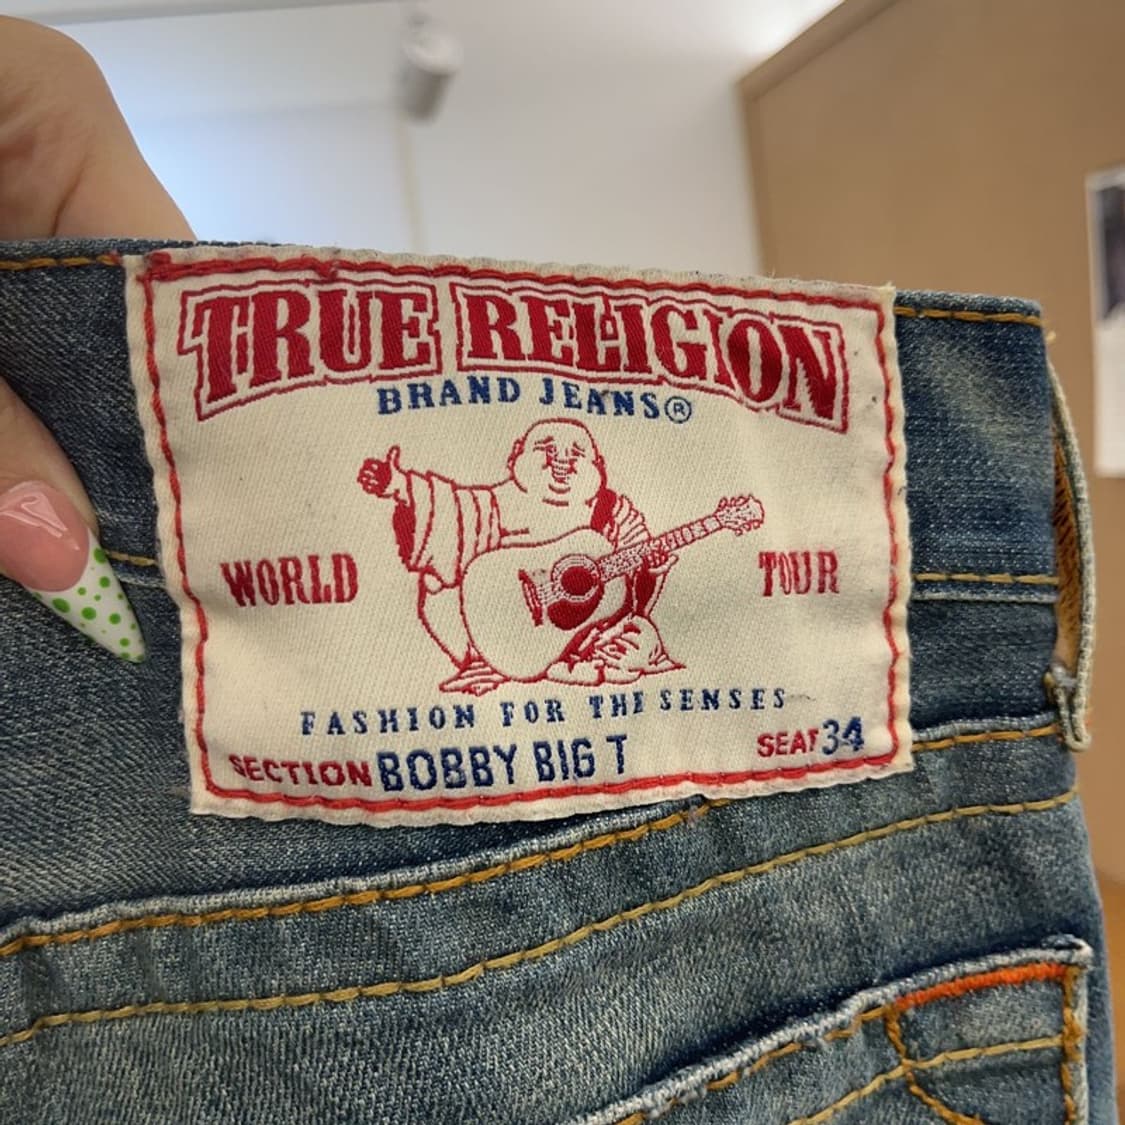 TRUE RELIGION
BRAND JEANS®
WORLD TOUR
FASHION FOR THE SENSES
SECTION BOBBY BIG T SEAT 34